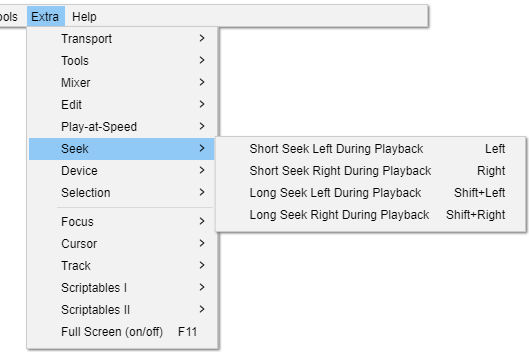 ols Extra Help
Transport
Tools
Mixer
Edit
Play-at-Speed
Seek
Device
Selection
Focus
Cursor
Track
Scriptables I
Scriptables II
Full Screen (on/off) F11
Short Seek Left During Playback Left
Short Seek Right During Playback Right
Long Seek Left During Playback Shift+Left
Long Seek Right During Playback Shift+Right